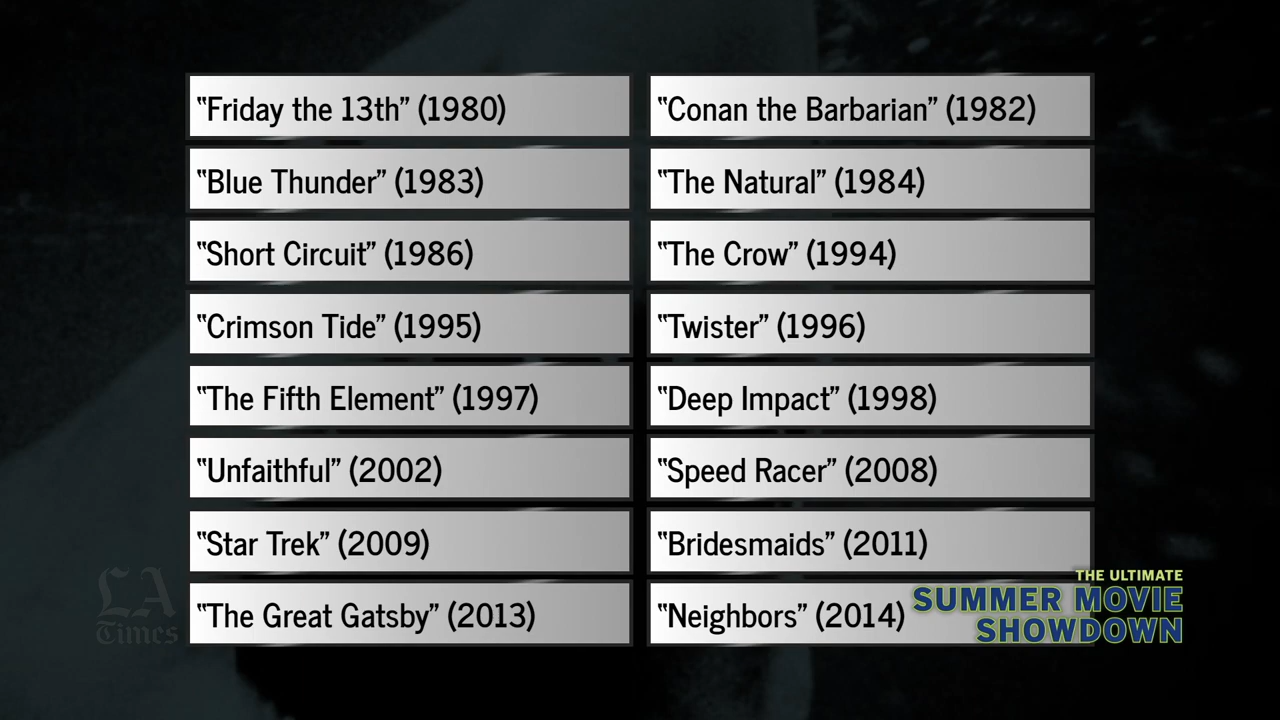 “Friday the 13th” (1980)
“Conan the Barbarian” (1982)
“Blue Thunder” (1983)
“The Natural” (1984)
“Short Circuit” (1986)
“The Crow” (1994)
“Crimson Tide” (1995)
“Twister” (1996)
“The Fifth Element” (1997)
“Deep Impact” (1998)
“Unfaithful” (2002)
“Speed Racer” (2008)
“Star Trek” (2009)
“Bridesmaids” (2011)
“The Great Gatsby” (2013)
“Neighbors” (2014)
THE ULTIMATE
SUMMER MOVIE
SHOWDOWN
LA
Times